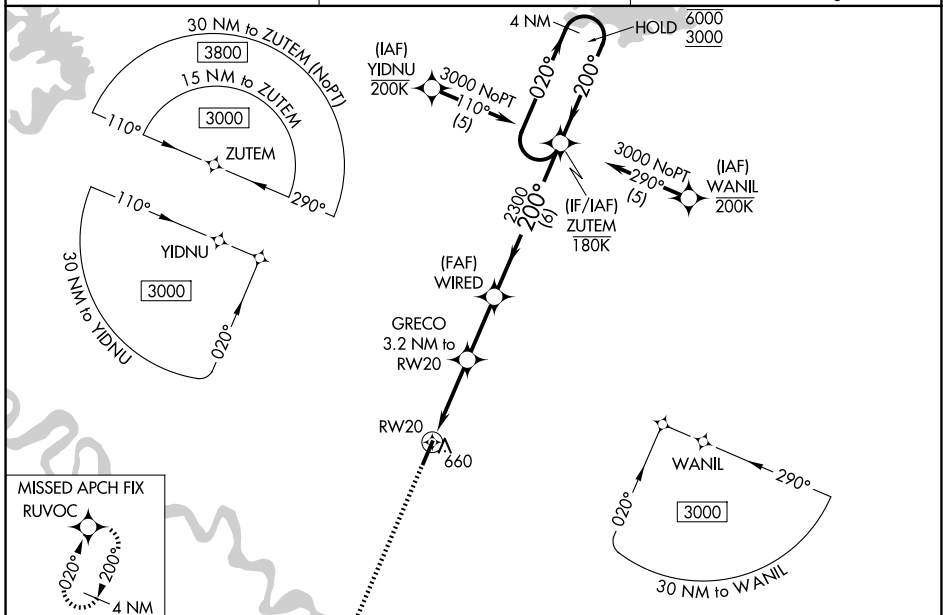 30 NM to ZUTEM (NoPT)
3800
15 NM to ZUTEM
3000
110°
ZUTEM
290°
110°
YIDNU
3000
020°
30 NM to YIDNU
(IAF)
YIDNU
200K
3000 NoPT
110°
(5)
4 NM
HOLD
6000
3000
020°
200°
3000 NoPT
290°
(5)
(IAF)
WANIL
200K
(IF/IAF)
ZUTEM
180K
2300
200°
(6)
(FAF)
WIRED
GRECO
3.2 NM to
RW20
RW20
660
WANIL
020°
290°
3000
30 NM to WANIL
MISSED APCH FIX
RUVOC
020°
200°
4 NM